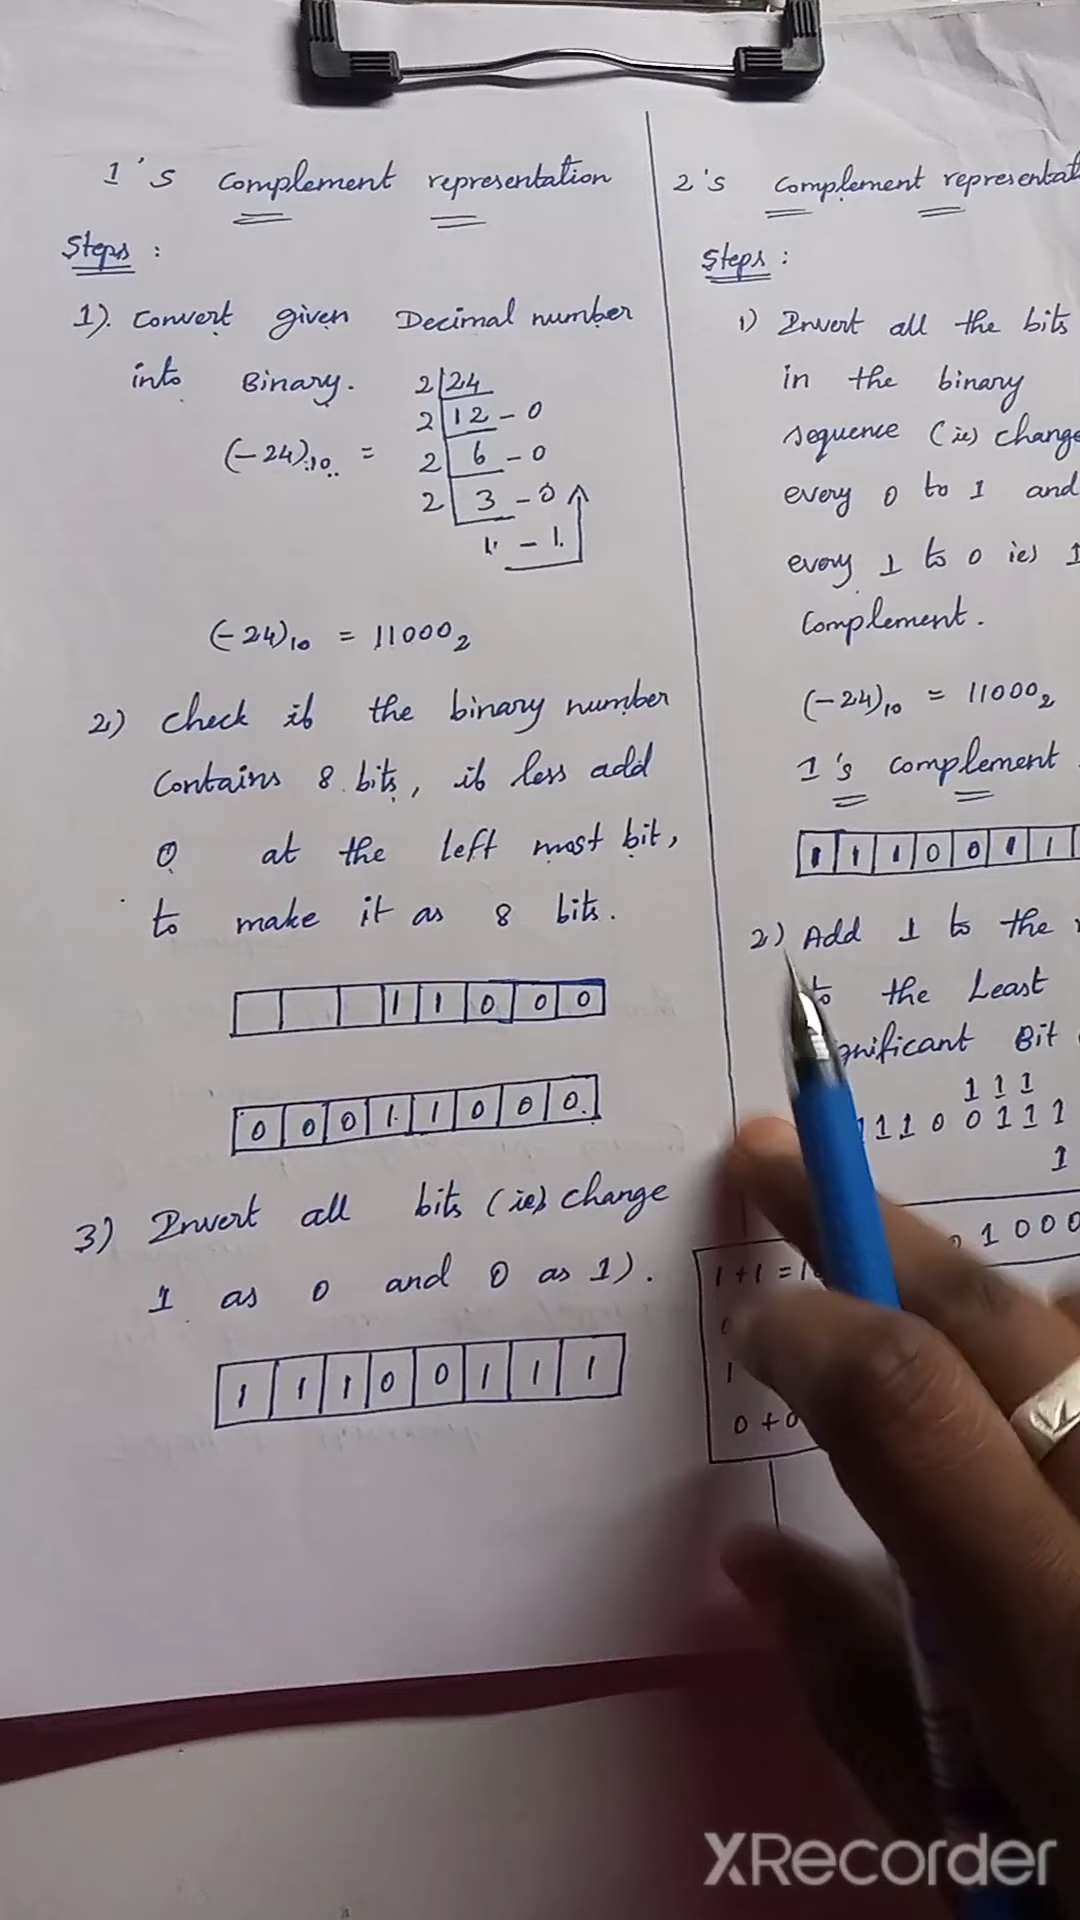 1's complement representation
Steps :
1). Convert given Decimal number
into Binary.
2 24
2 12 - 0
(-24)10 = 2 6 - 0
2 3 - 0
1 - 1
(-24)10 = 110002
2) Check if the binary number
Contains 8 bits, if less add
0 at the left most bit,
to make it as 8 bits.
1 1 0 0 0
0 0 0 1 1 0 0 0
3) Invert all bits (ie) change
1 as 0 and 0 as 1).
1 1 1 0 0 1 1 1
2's complement
Steps :
1) Invert all the bits
in the binary
sequence (ie) change
every 0 to 1 and
every 1 to 0 ie) 1
Complement.
(-24)10 = 110002
1's complement
1 1 1 0 0 1 1
2) Add 1 to the
to the Least
Bit
1 1 1
1 1 1 0 0 1 1 1
1
1 0 0 0
1 + 1 =
0 + 0
XRecorder